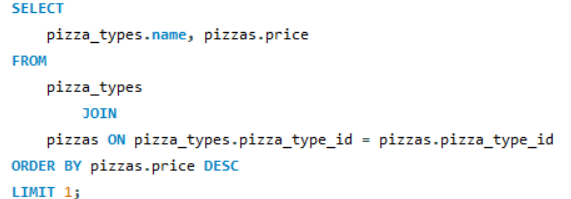 SELECT
pizza_types.name, pizzas.price
FROM
pizza_types
JOIN
pizzas ON pizza_types.pizza_type_id = pizzas.pizza_type_id
ORDER BY pizzas.price DESC
LIMIT 1;